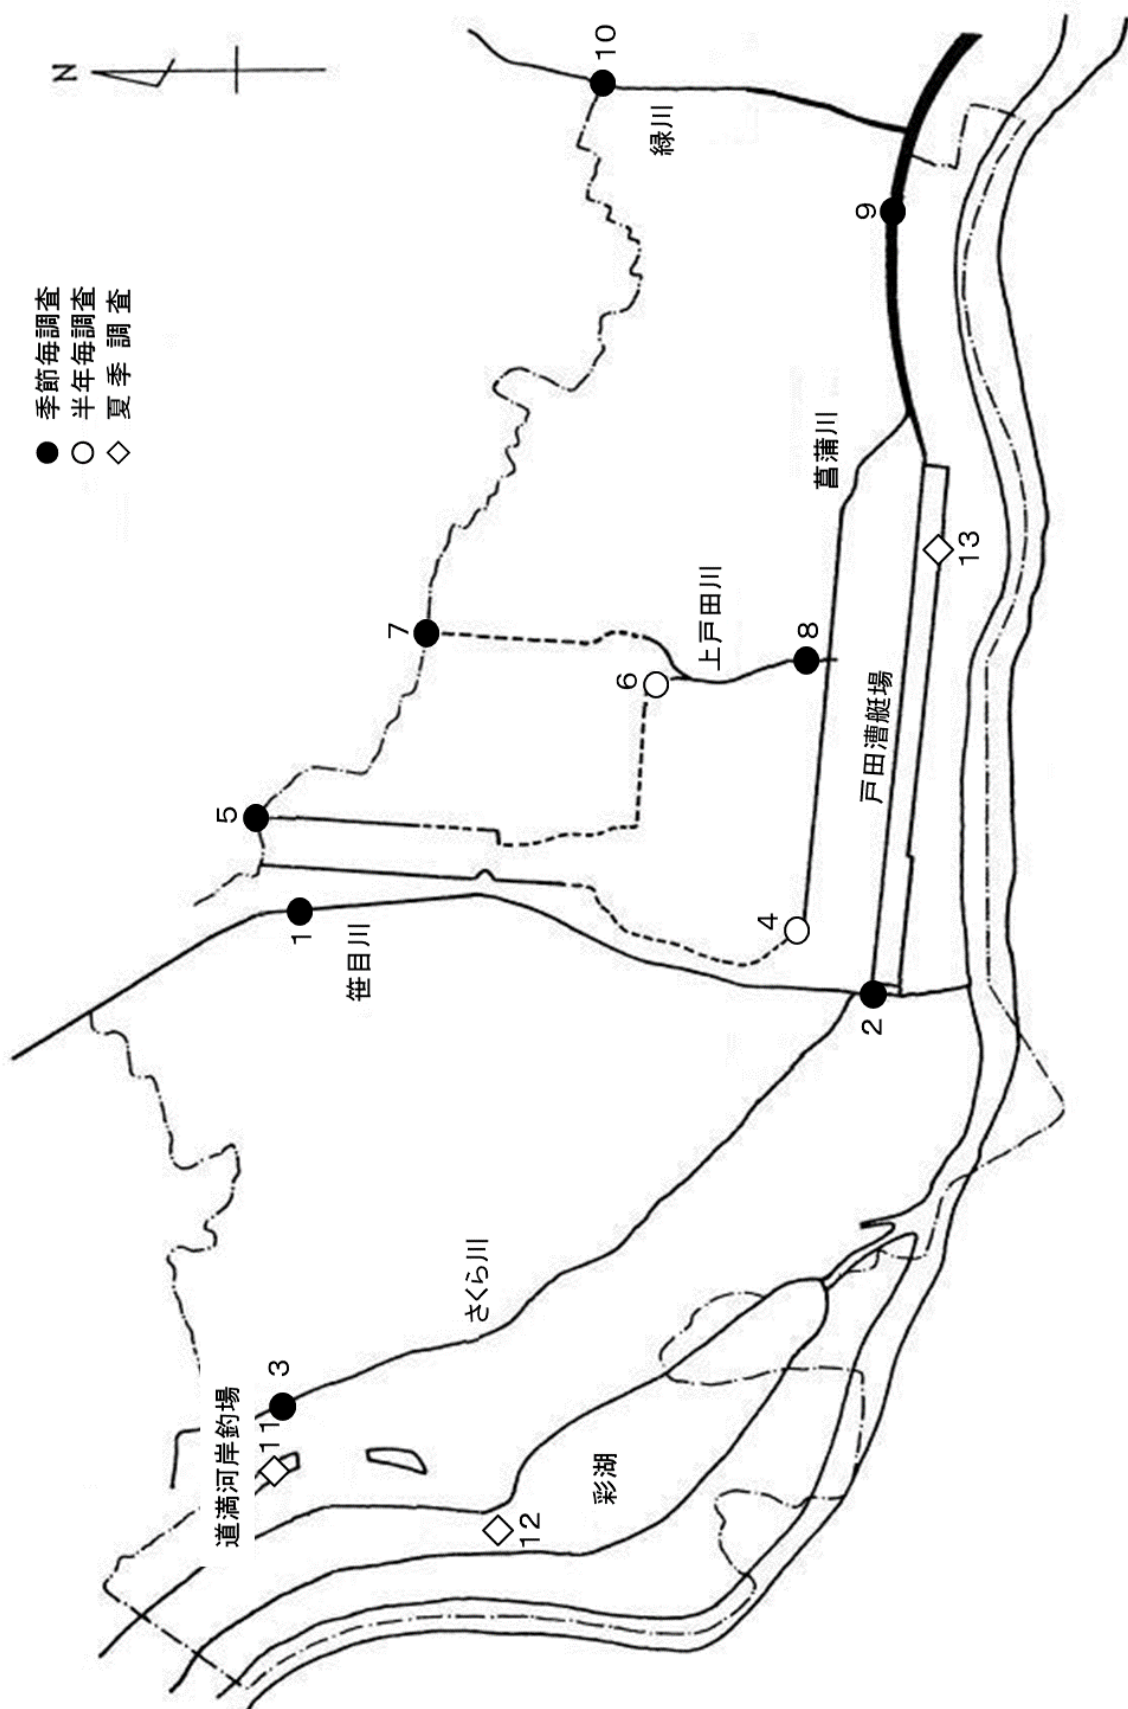 N
● 季節毎調査
○ 半年毎調査
◇ 夏季調査
5
7
10
1
笹目川
緑川
道満河岸釣場
3
11
さくら川
6
上戸田川
4
8
菖蒲川
9
12
彩湖
2
戸田漕艇場
13